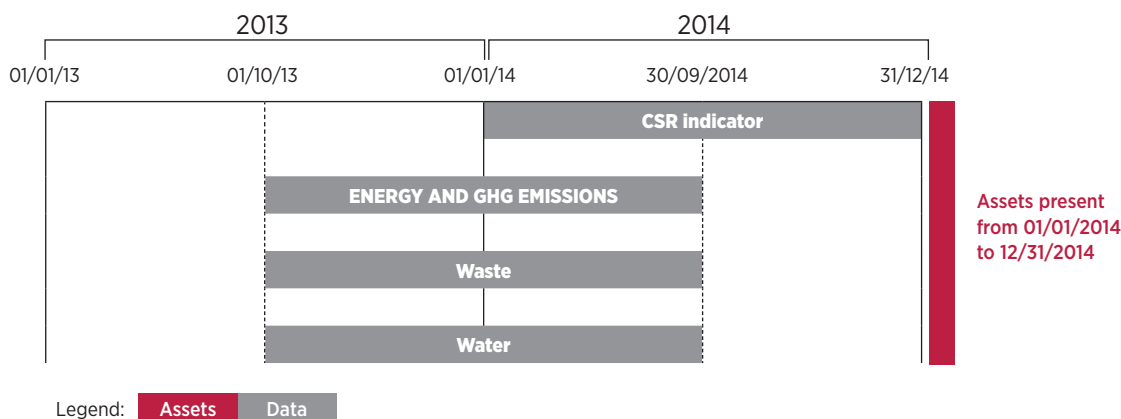 2013 2014
01/01/13 01/10/13 01/01/14 30/09/2014 31/12/14
CSR indicator
ENERGY AND GHG EMISSIONS
Assets present
from 01/01/2014
to 12/31/2014
Waste
Water
Legend: Assets Data